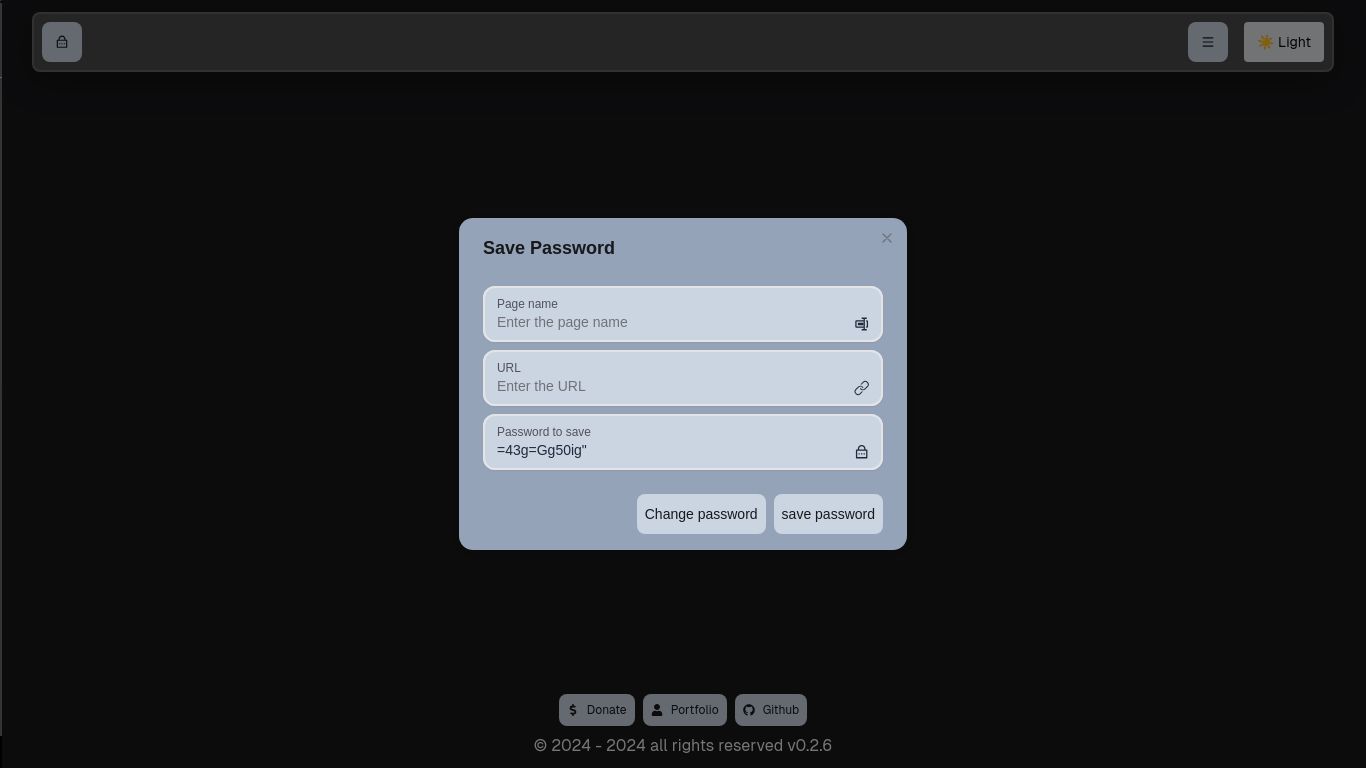 ☀️ Light
Save Password
Page name
Enter the page name
URL
Enter the URL
Password to save
=43g=Gg50ig"
Change password
save password
Donate
Portfolio
Github
© 2024 - 2024 all rights reserved v0.2.6